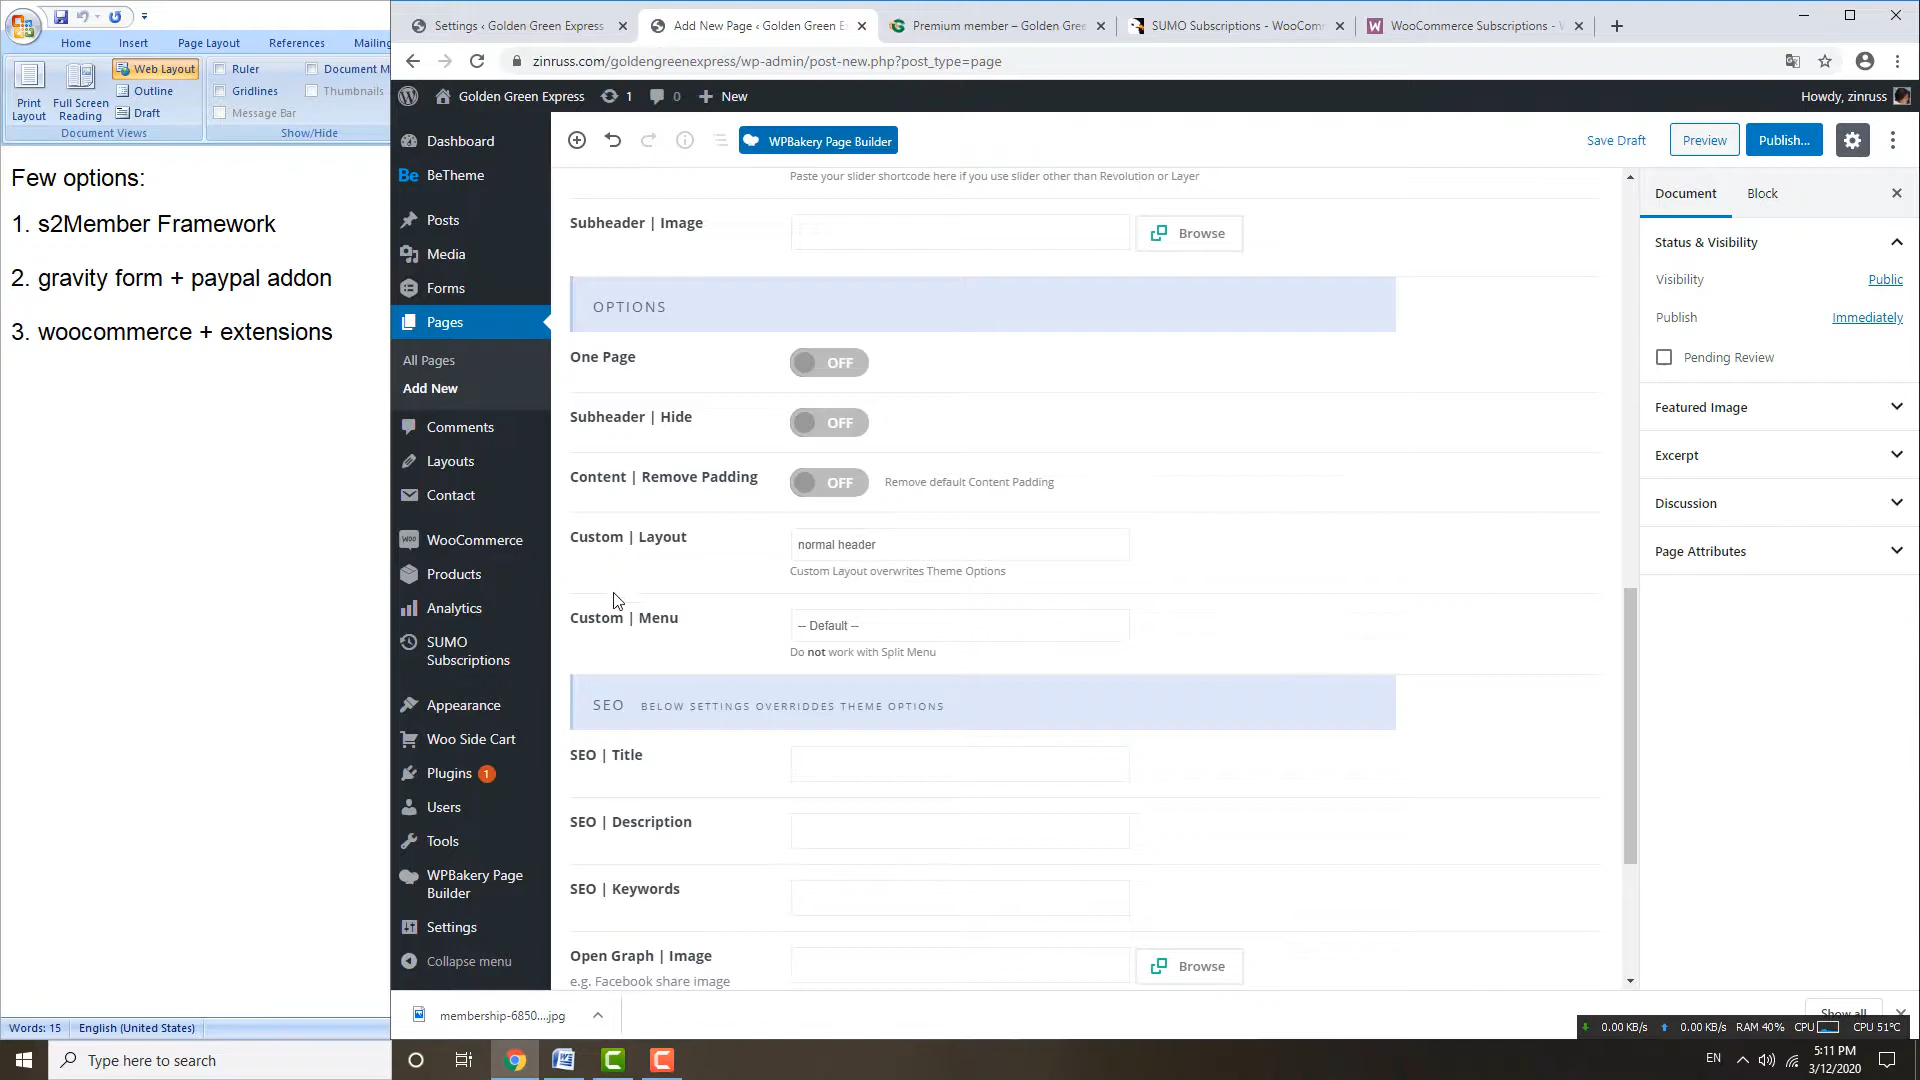 Home Insert Page Layout References Mailing
Print Layout
Full Screen Reading
Web Layout
Outline
Draft
Document Views
Ruler
Gridlines
Message Bar
Document M
Thumbnails
Show/Hide
Few options:
1. s2Member Framework
2. gravity form + paypal addon
3. woocommerce + extensions
Words: 15 English (United States)
Settings ‹ Golden Green Express
Add New Page ‹ Golden Green E
Premium member – Golden Gre
SUMO Subscriptions - WooCom
WooCommerce Subscriptions -
zinruss.com/goldengreenexpress/wp-admin/post-new.php?post_type=page
Golden Green Express 1 0 New
Howdy, zinruss
Dashboard
BeTheme
Posts
Media
Forms
Pages
All Pages
Add New
Comments
Layouts
Contact
WooCommerce
Products
Analytics
SUMO
Subscriptions
Appearance
Woo Side Cart
Plugins 1
Users
Tools
WPBakery Page
Builder
Settings
Collapse menu
WPBakery Page Builder
Save Draft Preview Publish...
Paste your slider shortcode here if you use slider other than Revolution or Layer
Subheader | Image Browse
OPTIONS
One Page OFF
Subheader | Hide OFF
Content | Remove Padding OFF Remove default Content Padding
Custom | Layout normal header
Custom Layout overwrites Theme Options
Custom | Menu -- Default --
Do not work with Split Menu
SEO BELOW SETTINGS OVERRIDDES THEME OPTIONS
SEO | Title
SEO | Description
SEO | Keywords
Open Graph | Image Browse
e.g. Facebook share image
Document Block
Status & Visibility
Visibility Public
Publish Immediately
Pending Review
Featured Image
Excerpt
Discussion
Page Attributes
membership-6850....jpg
Show all
0.00 KB/s 0.00 KB/s RAM 40% CPU CPU 51°C
Type here to search
EN
5:11 PM
3/12/2020